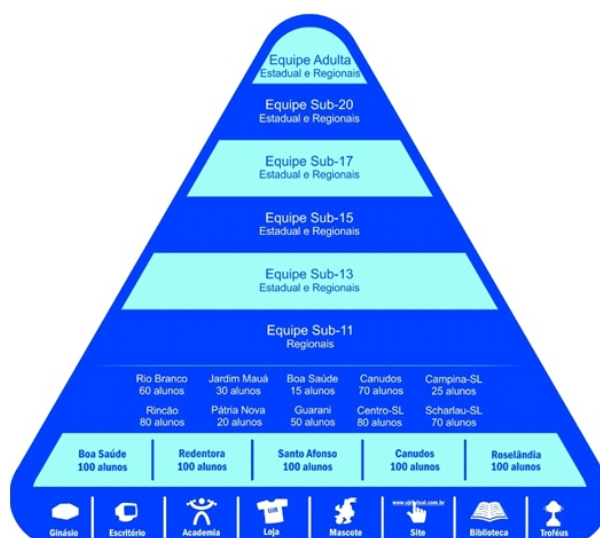 Equipe Adulta
Estadual e Regionais
Equipe Sub-20
Estadual e Regionais
Equipe Sub-17
Estadual e Regionais
Equipe Sub-15
Estadual e Regionais
Equipe Sub-13
Estadual e Regionais
Equipe Sub-11
Regionais
Rio Branco Jardim Mauá Boa Saúde Canudos Campina-SL
60 alunos 30 alunos 15 alunos 70 alunos 25 alunos
Rincão Pátria Nova Guarani Centro-SL Scharlau-SL
80 alunos 20 alunos 50 alunos 80 alunos 70 alunos
Boa Saúde Redentora Santo Afonso Canudos Roselândia
100 alunos 100 alunos 100 alunos 100 alunos 100 alunos
Ginásio Escritório Academia Loja Mascote Site Biblioteca Troféus